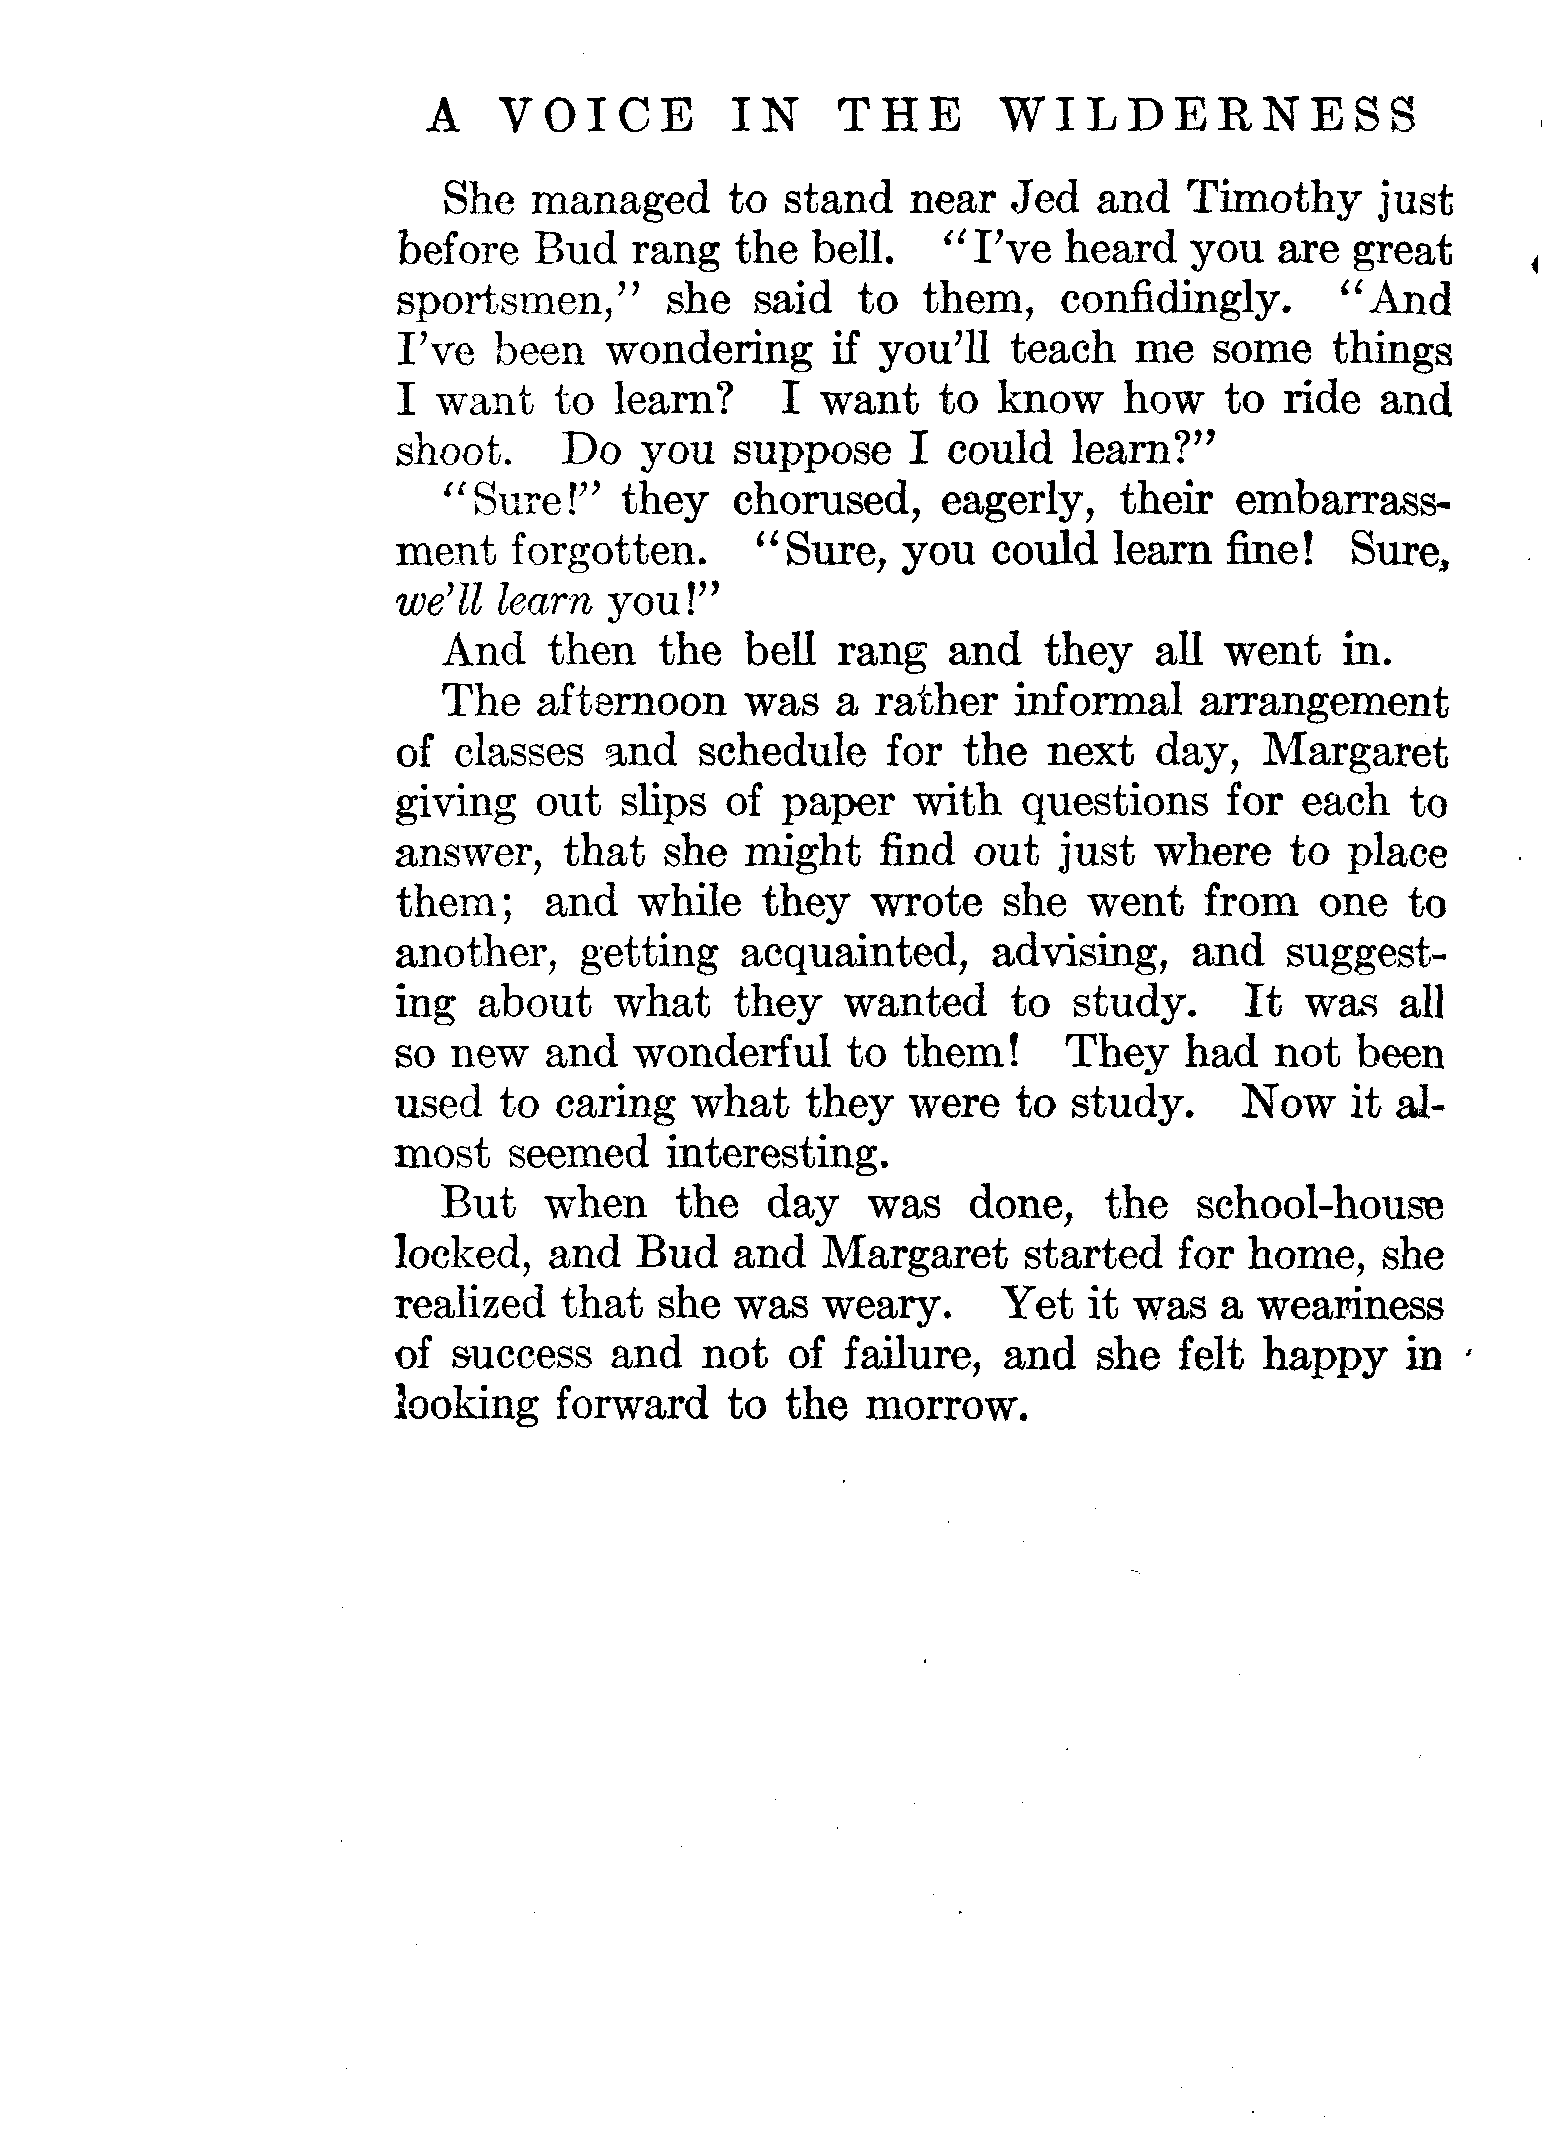 A VOICE IN THE WILDERNESS
She managed to stand near Jed and Timothy just
before Bud rang the bell. "I've heard you are great
sportsmen," she said to them, confidingly. "And
I've been wondering if you'll teach me some things
I want to learn? I want to know how to ride and
shoot. Do you suppose I could learn?"
"Sure!" they chorused, eagerly, their embarrass-
ment forgotten. "Sure, you could learn fine! Sure,
we'll learn you!"
And then the bell rang and they all went in.
The afternoon was a rather informal arrangement
of classes and schedule for the next day, Margaret
giving out slips of paper with questions for each to
answer, that she might find out just where to place
them; and while they wrote she went from one to
another, getting acquainted, advising, and suggest-
ing about what they wanted to study. It was all
so new and wonderful to them! They had not been
used to caring what they were to study. Now it al-
most seemed interesting.
But when the day was done, the school-house
locked, and Bud and Margaret started for home, she
realized that she was weary. Yet it was a weariness
of success and not of failure, and she felt happy in
looking forward to the morrow.